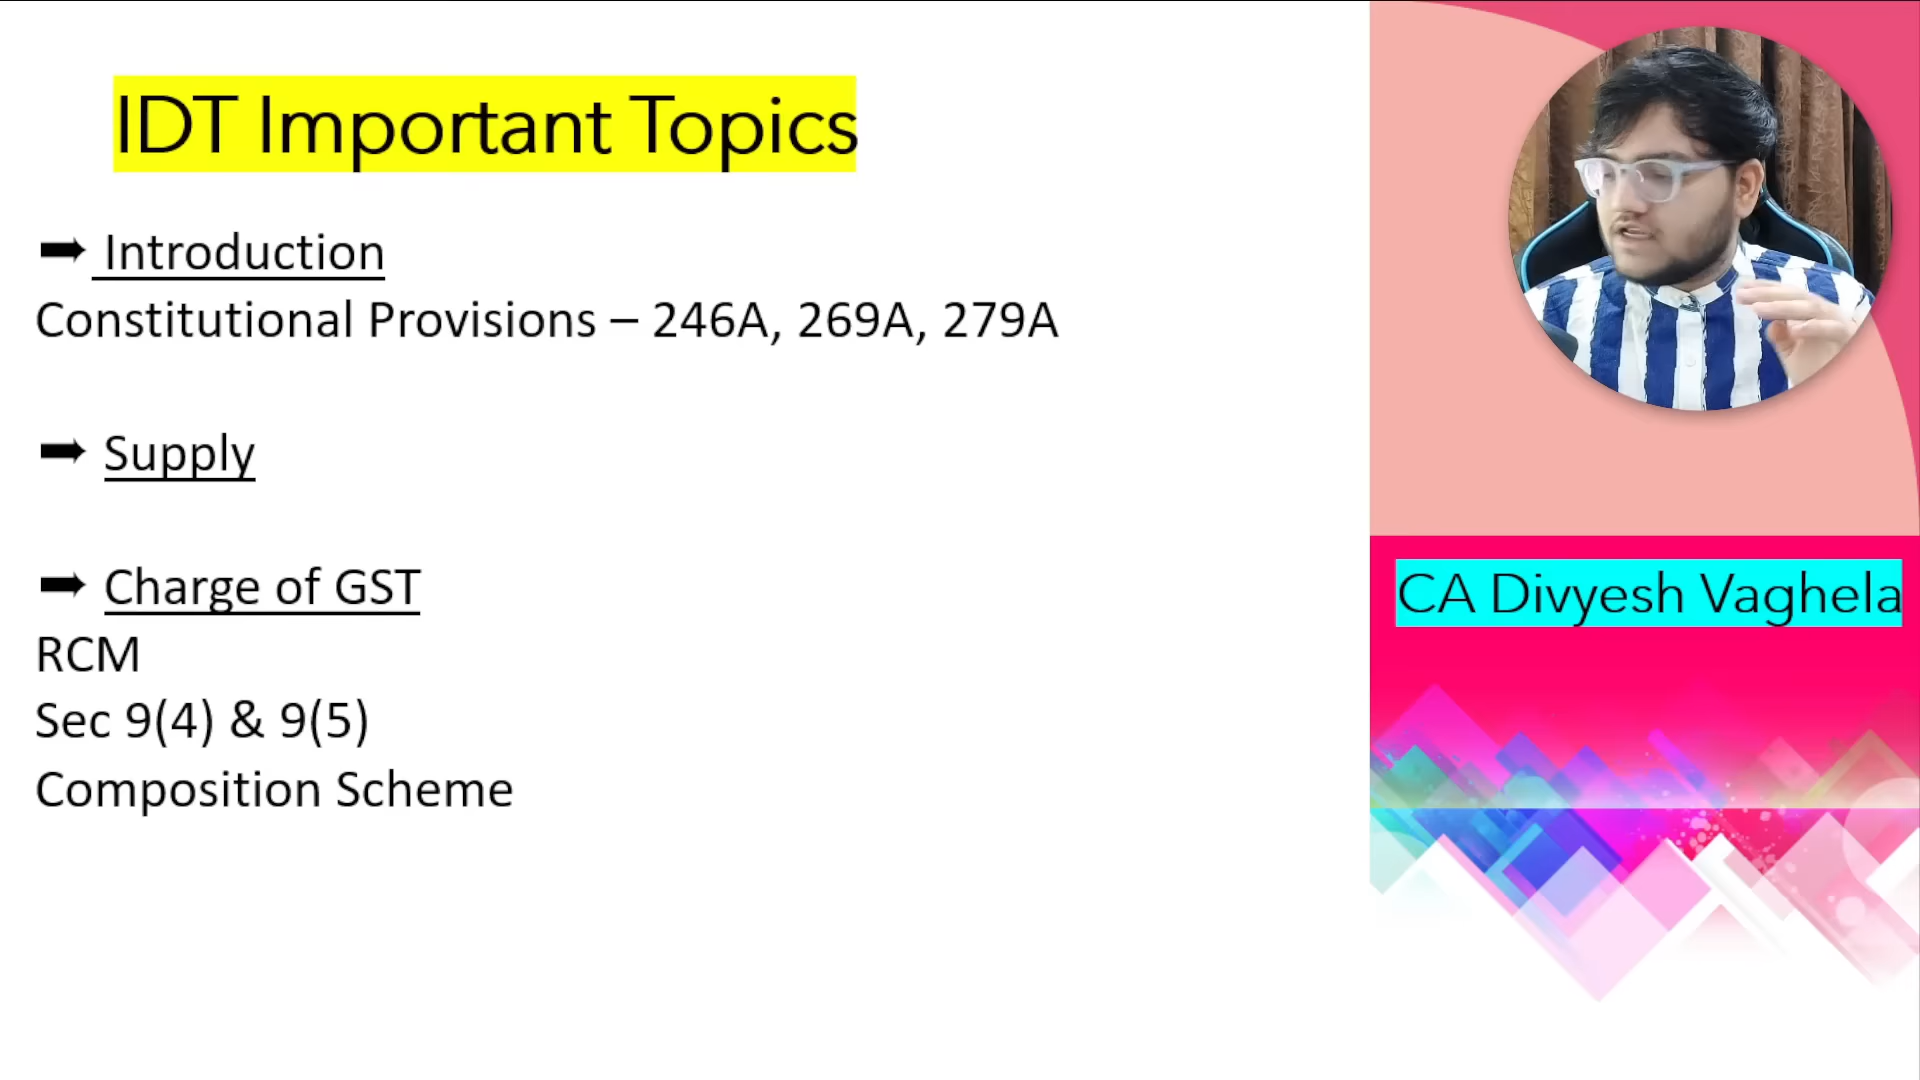 IDT Important Topics
➡ Introduction
Constitutional Provisions – 246A, 269A, 279A
➡ Supply
➡ Charge of GST
RCM
Sec 9(4) & 9(5)
Composition Scheme
CA Divyesh Vaghela